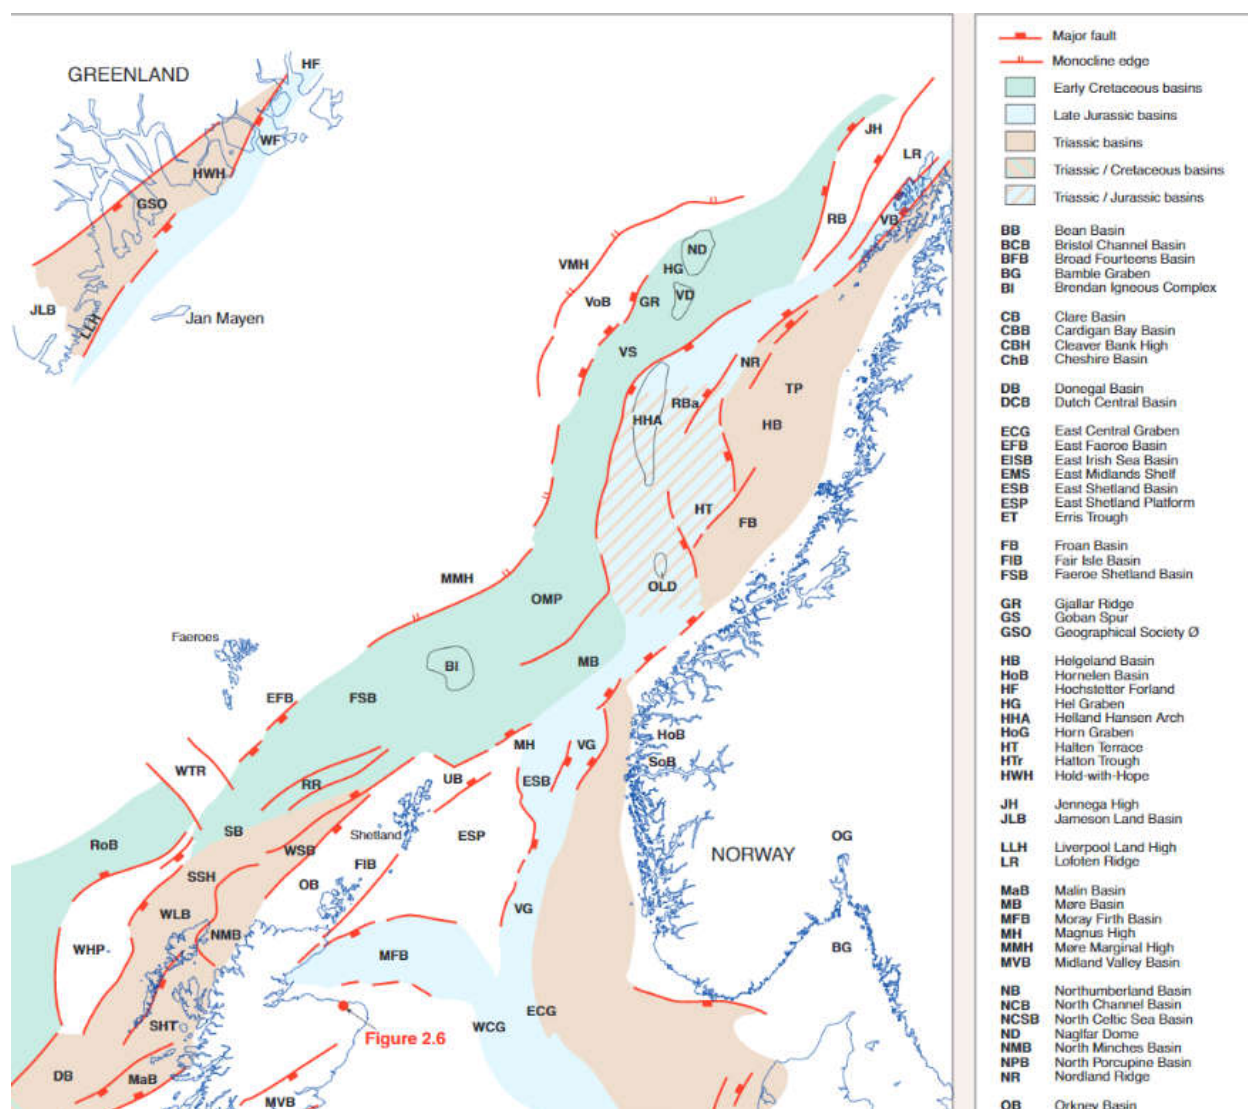 GREENLAND
HF
WF
HWH
GSO
JLB
LLH
Jan Mayen
JH
LR
RB
VB
ND
HG
VMH
VD
GR
VoB
VS
NR
TP
RBa
HHA
HB
HT
FB
MMH
OLD
OMP
Faeroes
BI
MB
EFB
FSB
HoB
MH
VG
SoB
WTR
UB
ESB
RR
Shetland
SB
ESP
OG
RoB
WSB
NORWAY
FIB
SSH
OB
WLB
VG
NMB
WHP
MFB
BG
ECG
WCG
SHT
Figure 2.6
DB
MaB
MVB
Major fault
Monocline edge
Early Cretaceous basins
Late Jurassic basins
Triassic basins
Triassic / Cretaceous basins
Triassic / Jurassic basins
BB Bean Basin
BCB Bristol Channel Basin
BFB Broad Fourteens Basin
BG Bamble Graben
BI Brendan Igneous Complex
CB Clare Basin
CBB Cardigan Bay Basin
CBH Cleaver Bank High
ChB Cheshire Basin
DB Donegal Basin
DCB Dutch Central Basin
ECG East Central Graben
EFB East Faeroe Basin
EISB East Irish Sea Basin
EMS East Midlands Shelf
ESB East Shetland Basin
ESP East Shetland Platform
ET Erris Trough
FB Froan Basin
FIB Fair Isle Basin
FSB Faeroe Shetland Basin
GR Gjallar Ridge
GS Goban Spur
GSO Geographical Society Ø
HB Helgeland Basin
HoB Hornelen Basin
HF Hochstetter Forland
HG Hel Graben
HHA Helland Hansen Arch
HoG Horn Graben
HT Halten Terrace
HTr Hatton Trough
HWH Hold-with-Hope
JH Jennega High
JLB Jameson Land Basin
LLH Liverpool Land High
LR Lofoten Ridge
MaB Malin Basin
MB Møre Basin
MFB Moray Firth Basin
MH Magnus High
MMH Møre Marginal High
MVB Midland Valley Basin
NB Northumberland Basin
NCB North Channel Basin
NCSB North Celtic Sea Basin
ND Naglfar Dome
NMB North Minches Basin
NPB North Porcupine Basin
NR Nordland Ridge
OB Orkney Basin